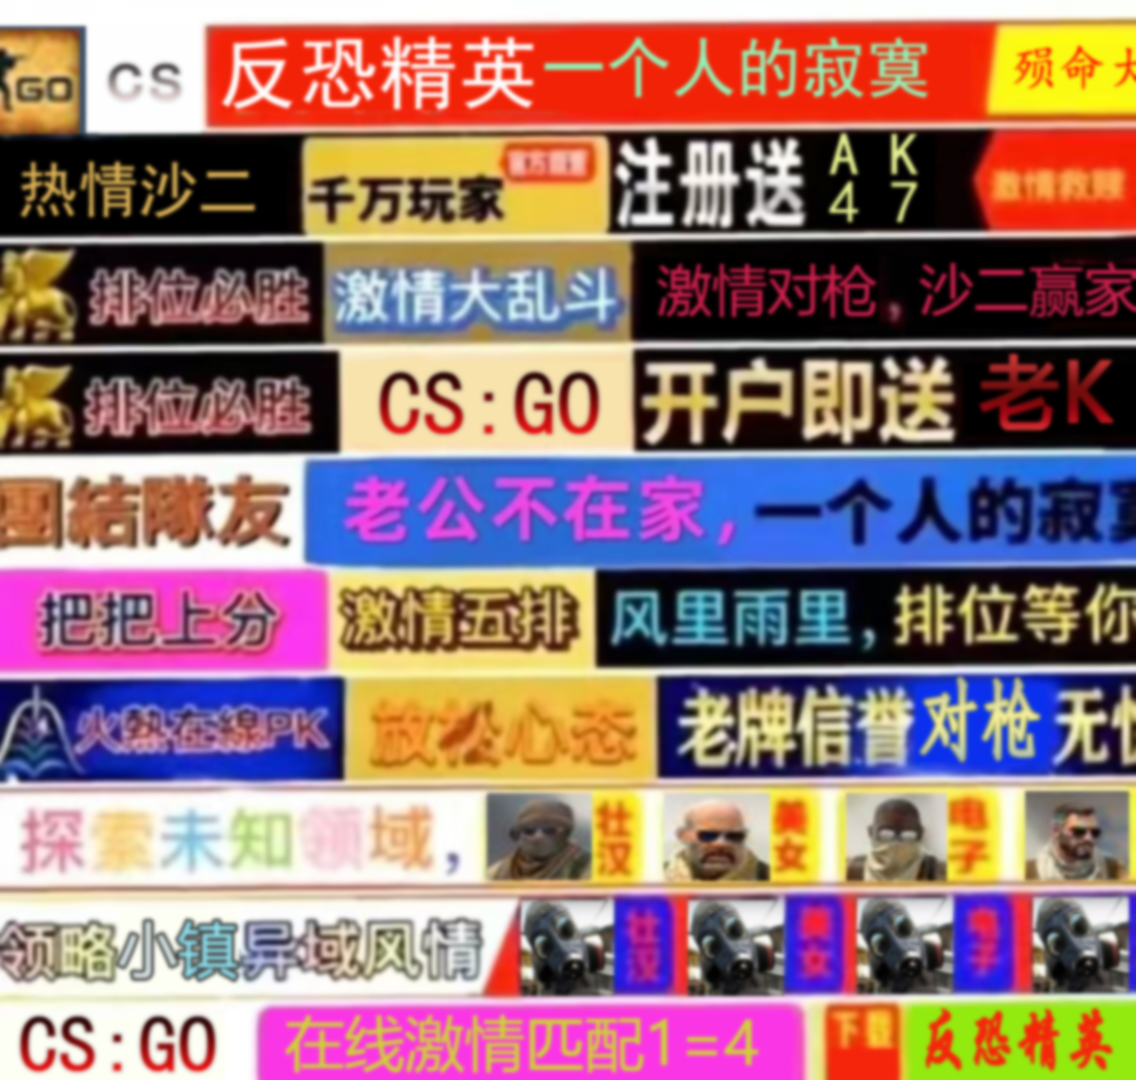 GO CS 反恐精英一个人的寂寞 殒命大
热情沙二 千万玩家 官方直营 注册送 AK47 激情救赎
排位必胜 激情大乱斗 激情对枪，沙二赢家
排位必胜 CS:GO 开户即送 老K
團結隊友 老公不在家，一个人的寂寞
把把上分 激情五排 风里雨里，排位等你
火熱在線PK 放松心态 老牌信誉对枪无
探索未知领域， 壮汉 美女 电子
领略小镇异域风情 壮汉 美女 电子
CS:GO 在线激情匹配1=4 下载 反恐精英